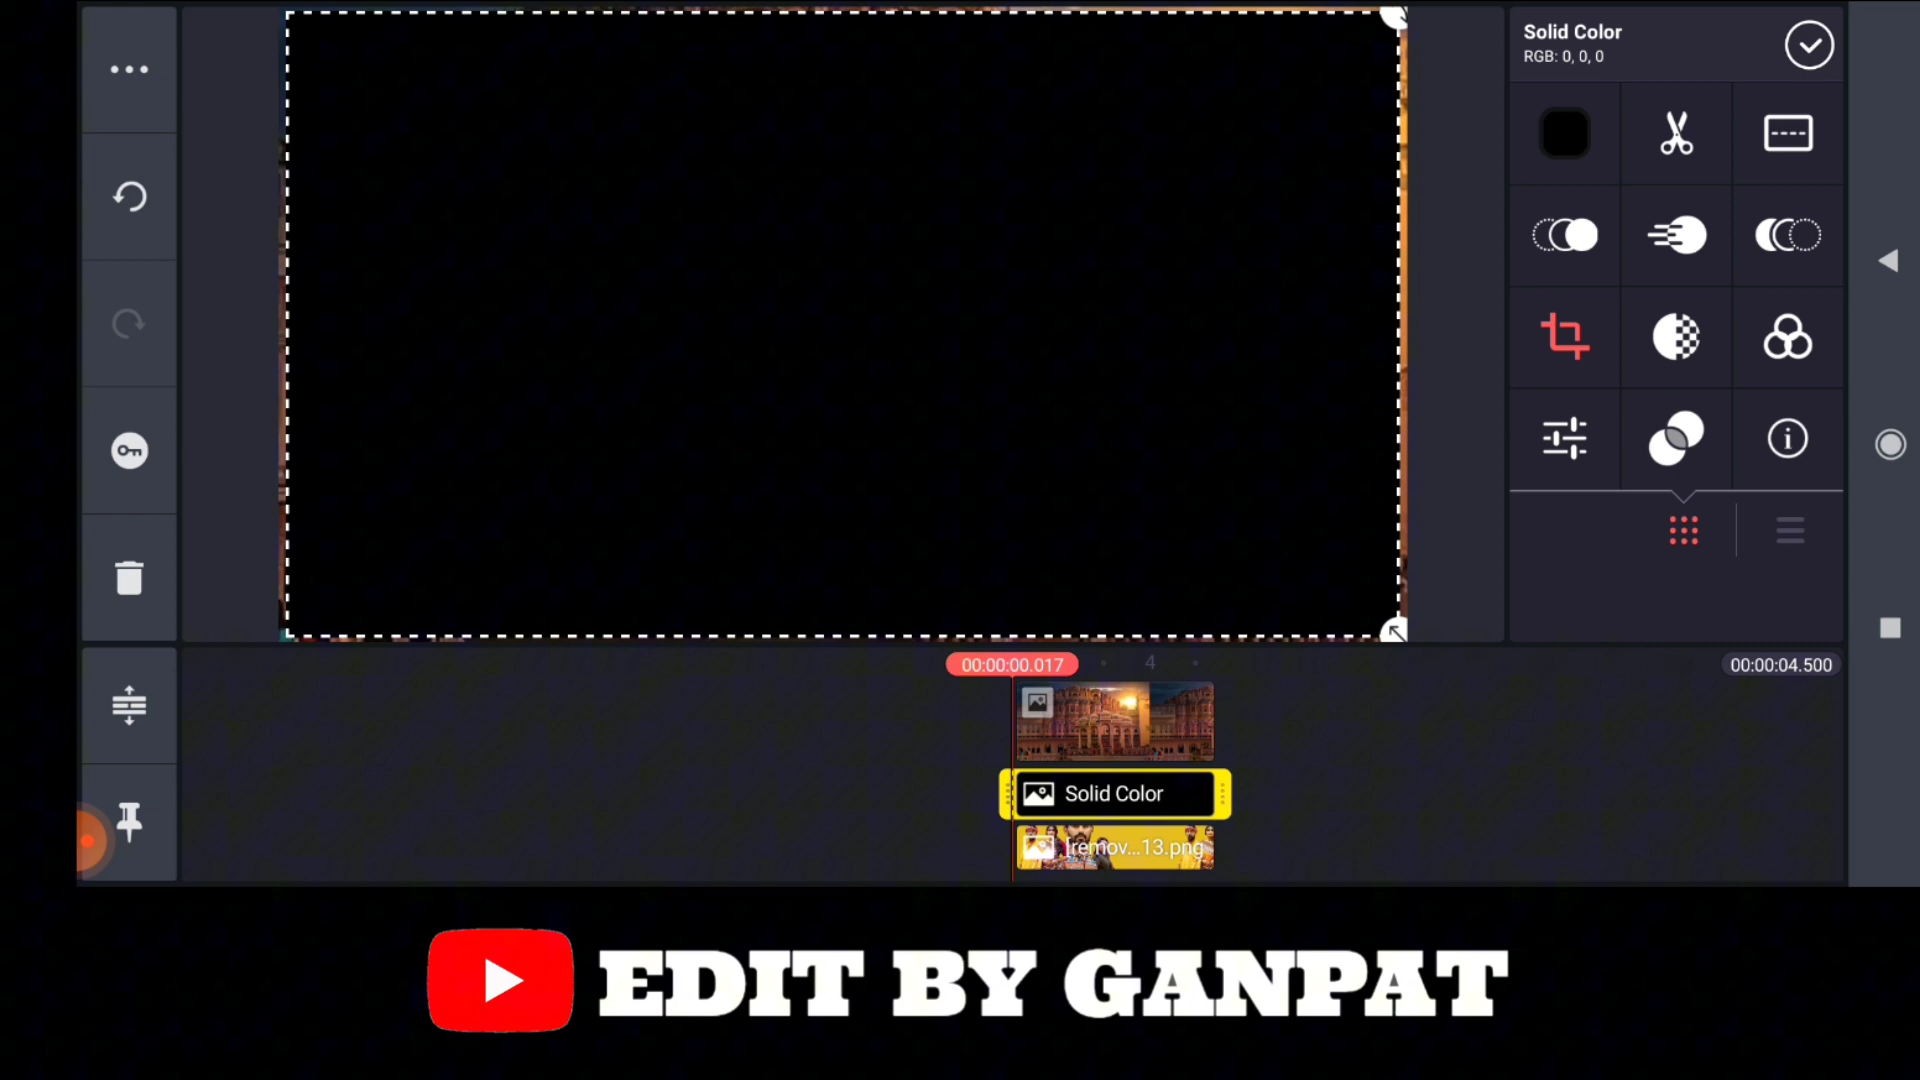 Solid Color
RGB: 0, 0, 0
00:00:00.017
4
00:00:04.500
Solid Color
[remov...13.png
EDIT BY GANPAT